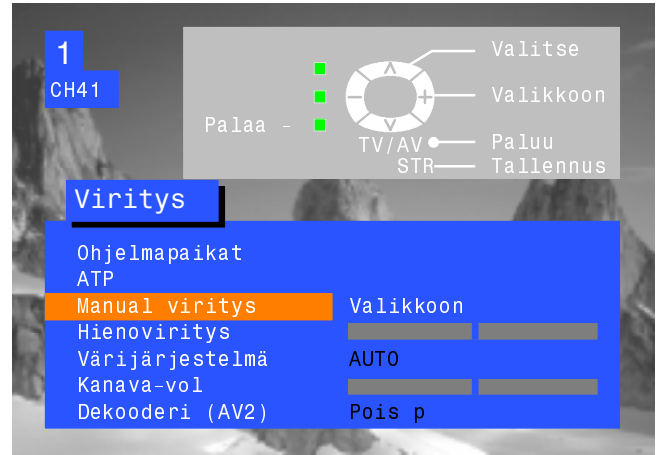 1
CH41
Valitse
Valikkoon
Palaa -
TV/AV Paluu
STR Tallennus
Viritys
Ohjelmapaikat
ATP
Manual viritys Valikkoon
Hienoviritys
Värijärjestelmä AUTO
Kanava-vol
Dekooderi (AV2) Pois p